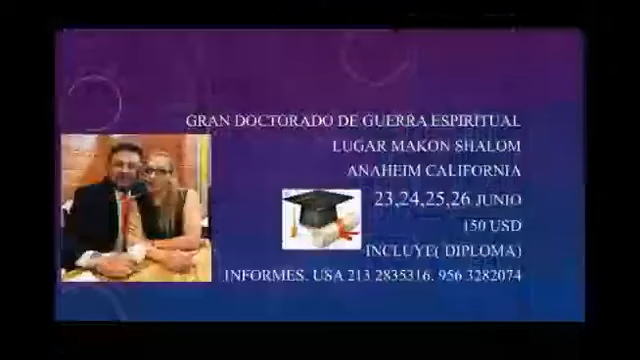 GRAN DOCTORADO DE GUERRA ESPIRITUAL
LUGAR MAKON SHALOM
ANAHEIM CALIFORNIA
23,24,25,26 JUNIO
150 USD
INCLUYE( DIPLOMA)
INFORMES. USA 213 2835316. 956 3282074